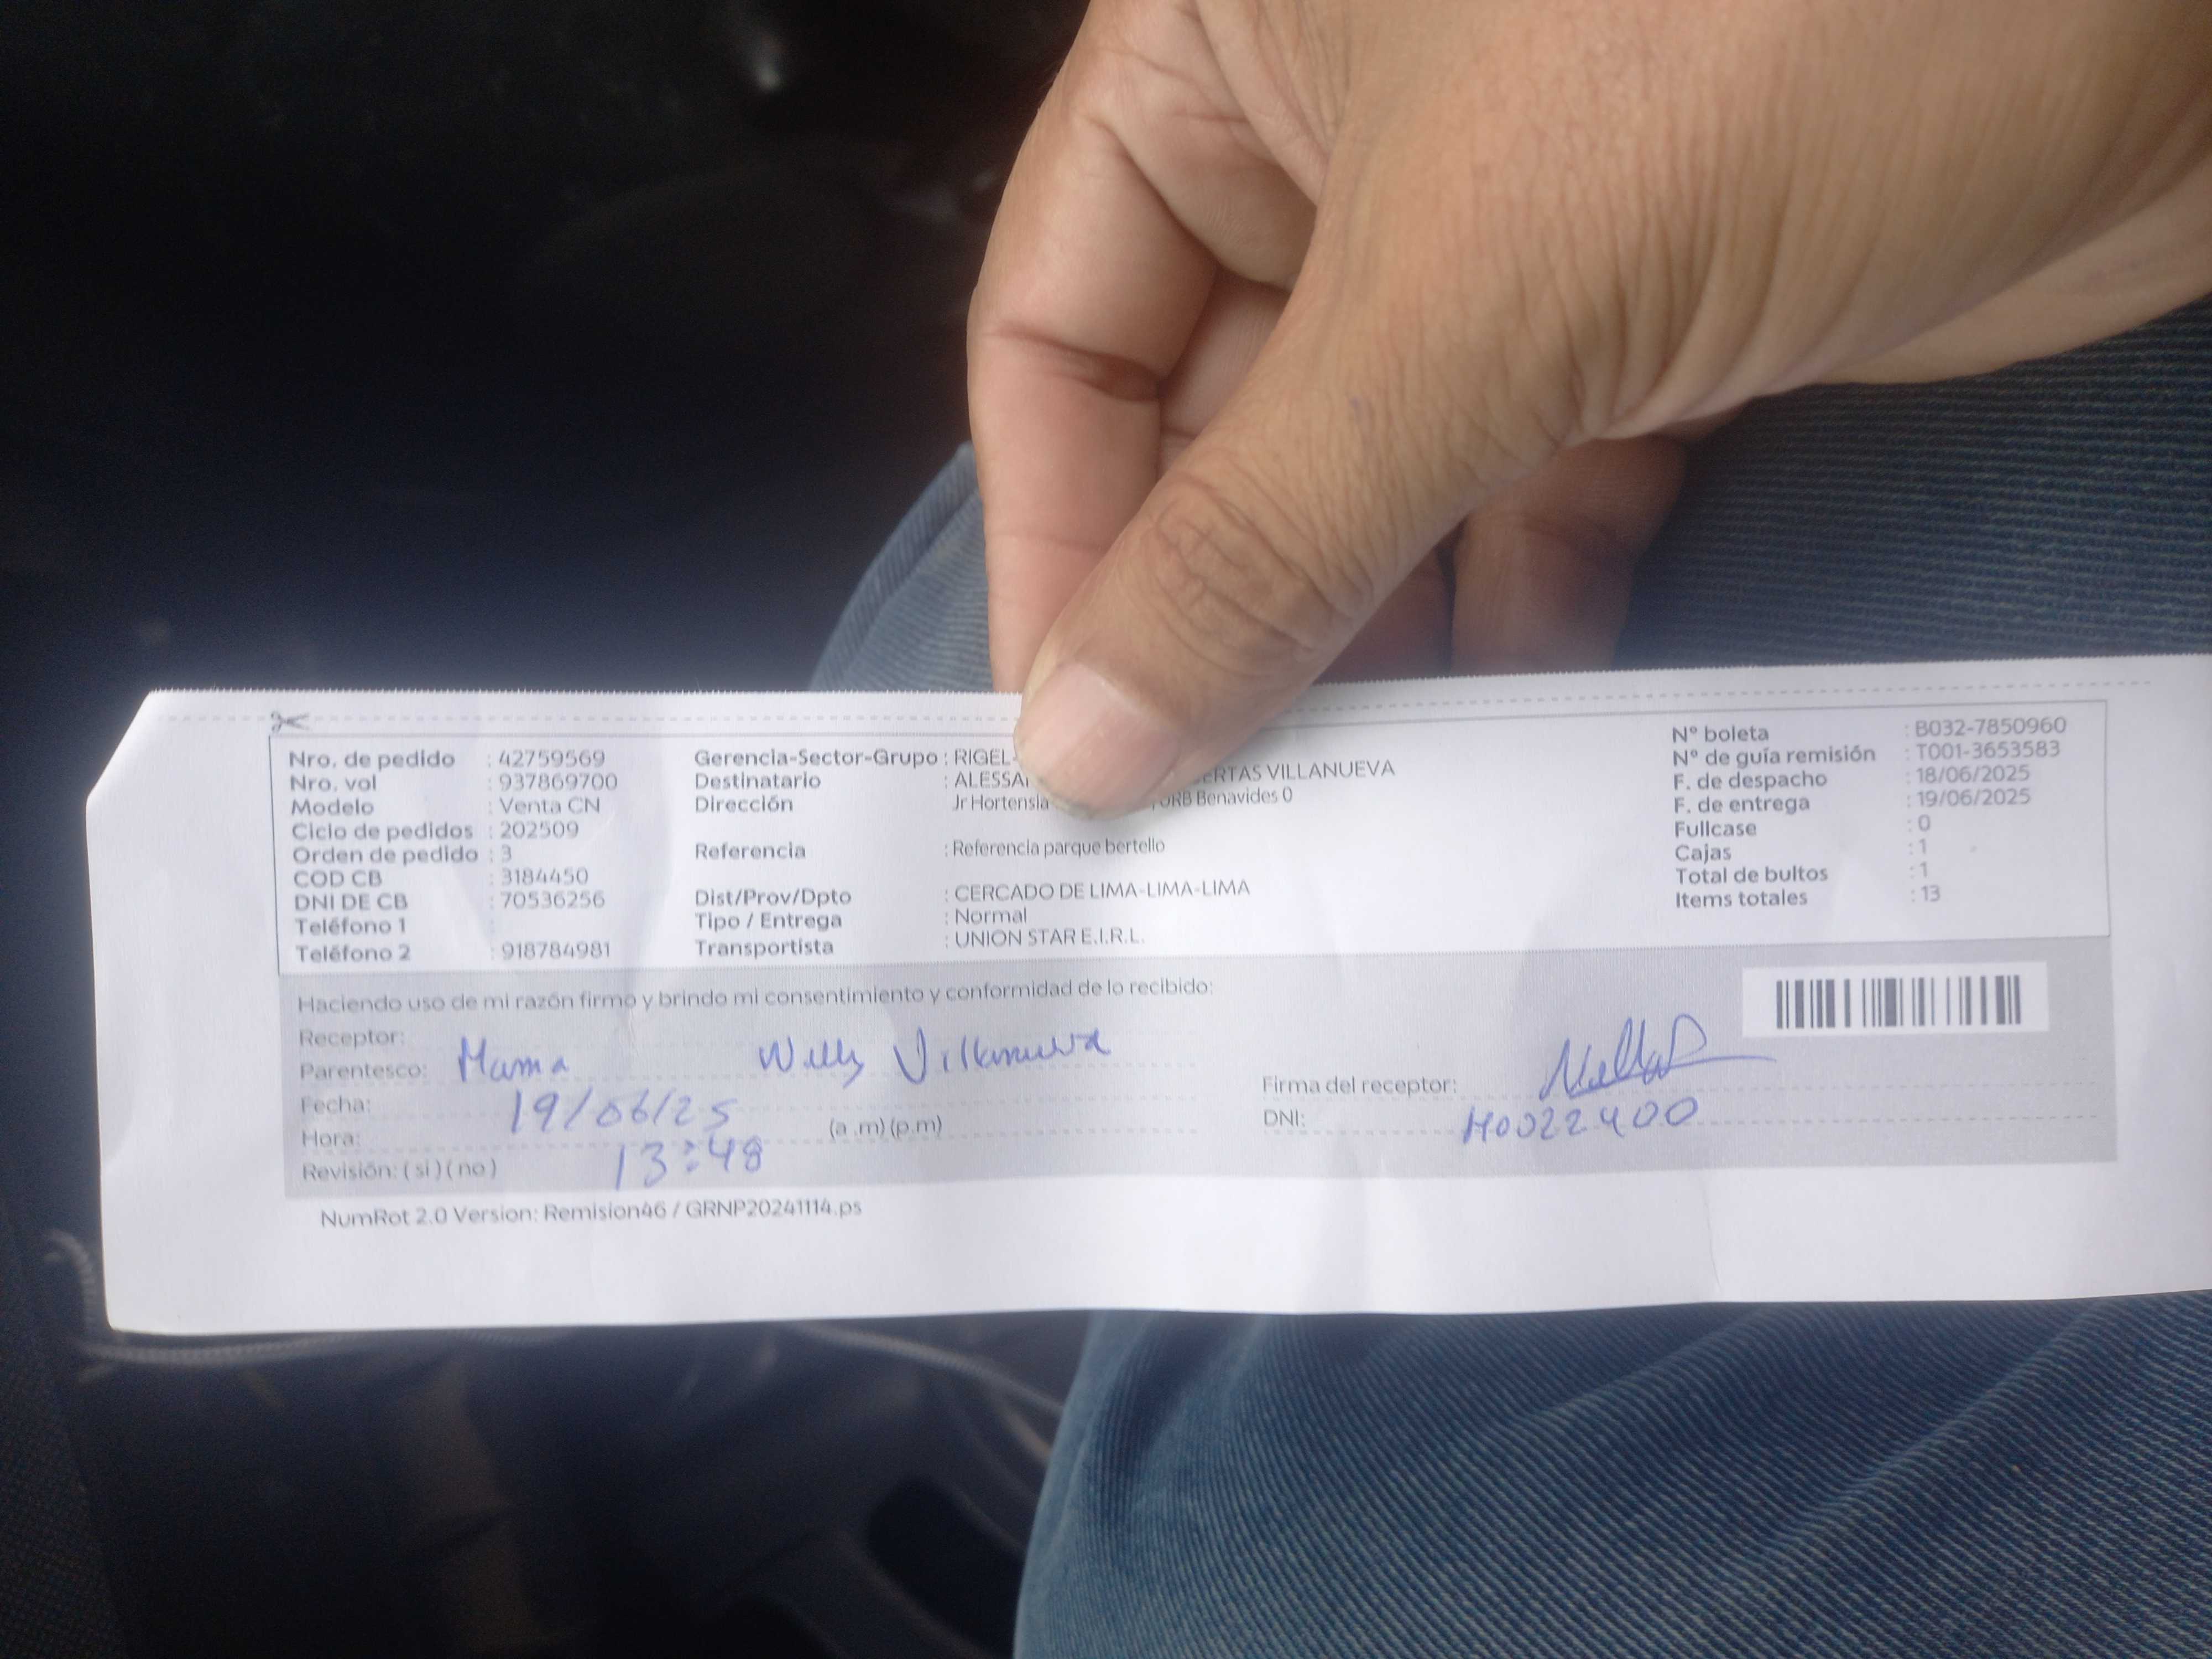 Nro. de pedido : 42759569
Nro. vol : 937869700
Modelo : Venta CN
Ciclo de pedidos : 202509
Orden de pedido : 3
COD CB : 3184450
DNI DE CB : 70536256
Teléfono 1 :
Teléfono 2 : 918784981
Gerencia-Sector-Grupo : RIGEL-
Destinatario : VILLANUEVA
Dirección Jr Hortensia Benavides 0
Referencia : Referencia parque bertello
Dist/Prov/Dpto : CERCADO DE LIMA-LIMA-LIMA
Tipo / Entrega : Normal
Transportista : UNION STAR E.I.R.L.
N° boleta : B032-7850960
N° de guía remisión : T001-3653583
F. de despacho : 18/06/2025
F. de entrega : 19/06/2025
Fullcase : 0
Cajas : 1
Total de bultos : 1
Items totales : 13
Haciendo uso de mi razón firmo y brindo mi consentimiento y conformidad de lo recibido:
Receptor:
Parentesco: Mama Villanueva
Fecha: 19/06/25
Hora: 13:48 (a .m) (p.m)
Revisión: ( si ) ( no )
Firma del receptor:
DNI:
NumRot 2.0 Version: Remision46 / GRNP20241114.ps